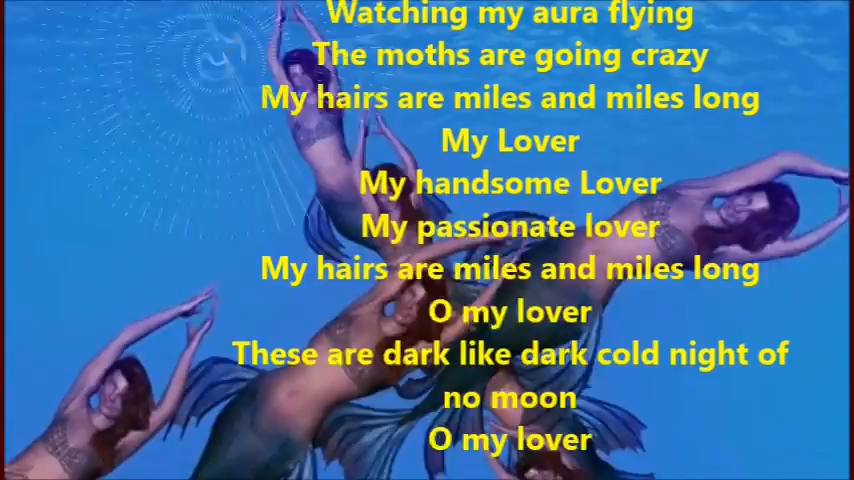 Watching my aura flying
The moths are going crazy
My hairs are miles and miles long
My Lover
My handsome Lover
My passionate lover
My hairs are miles and miles long
O my lover
These are dark like dark cold night of
no moon
O my lover